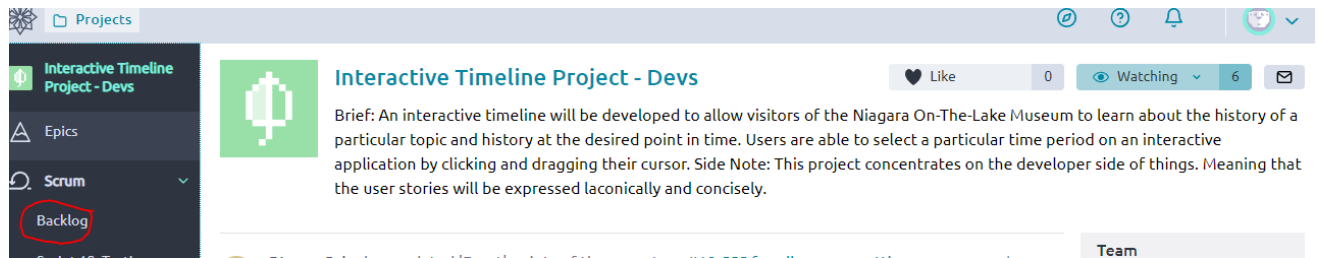 Projects
Interactive Timeline
Project - Devs
Epics
Scrum
Backlog
Interactive Timeline Project - Devs
Like 0
Watching 6
Brief: An interactive timeline will be developed to allow visitors of the Niagara On-The-Lake Museum to learn about the history of a
particular topic and history at the desired point in time. Users are able to select a particular time period on an interactive
application by clicking and dragging their cursor. Side Note: This project concentrates on the developer side of things. Meaning that
the user stories will be expressed laconically and concisely.
Team